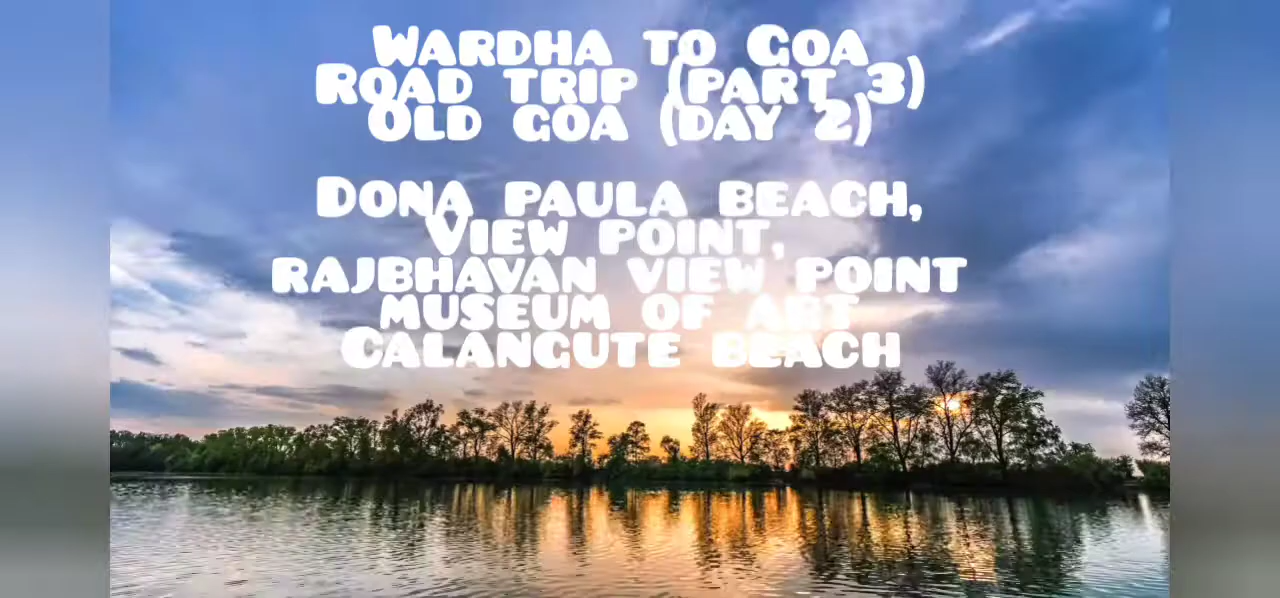 Wardha to Goa
Road trip (part 3)
Old goa (day 2)
Dona paula beach,
View point,
rajbhavan view point
museum of art
Calangute beach